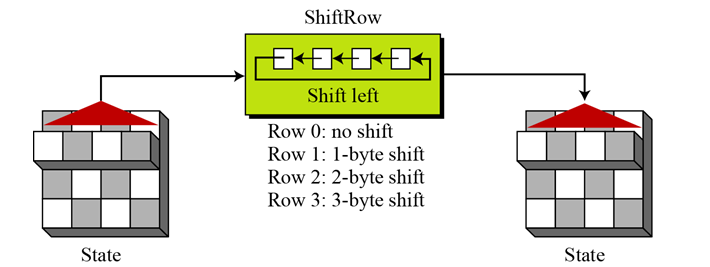 ShiftRow
Shift left
Row 0: no shift
Row 1: 1-byte shift
Row 2: 2-byte shift
Row 3: 3-byte shift
State
State